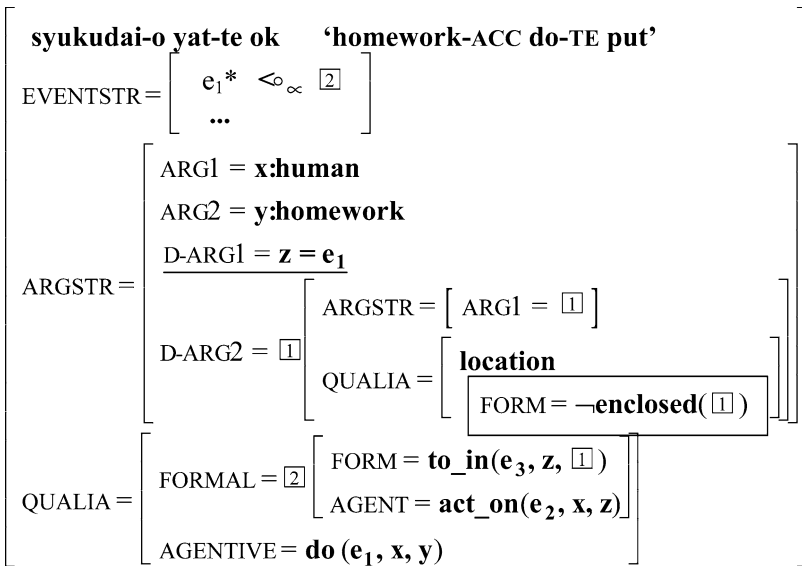 syukudai-o yat-te ok ‘homework-ACC do-TE put’
EVENTSTR = [ e₁* <o∝ 2
... ]
ARGSTR = [ ARG1 = x:human
ARG2 = y:homework
D-ARG1 = z = e₁
D-ARG2 = 1 [ ARGSTR = [ ARG1 = 1 ]
QUALIA = [ location
FORM = ¬enclosed( 1 ) ] ] ]
QUALIA = [ FORMAL = 2 [ FORM = to_in(e₃, z, 1 )
AGENT = act_on(e₂, x, z) ]
AGENTIVE = do (e₁, x, y) ]